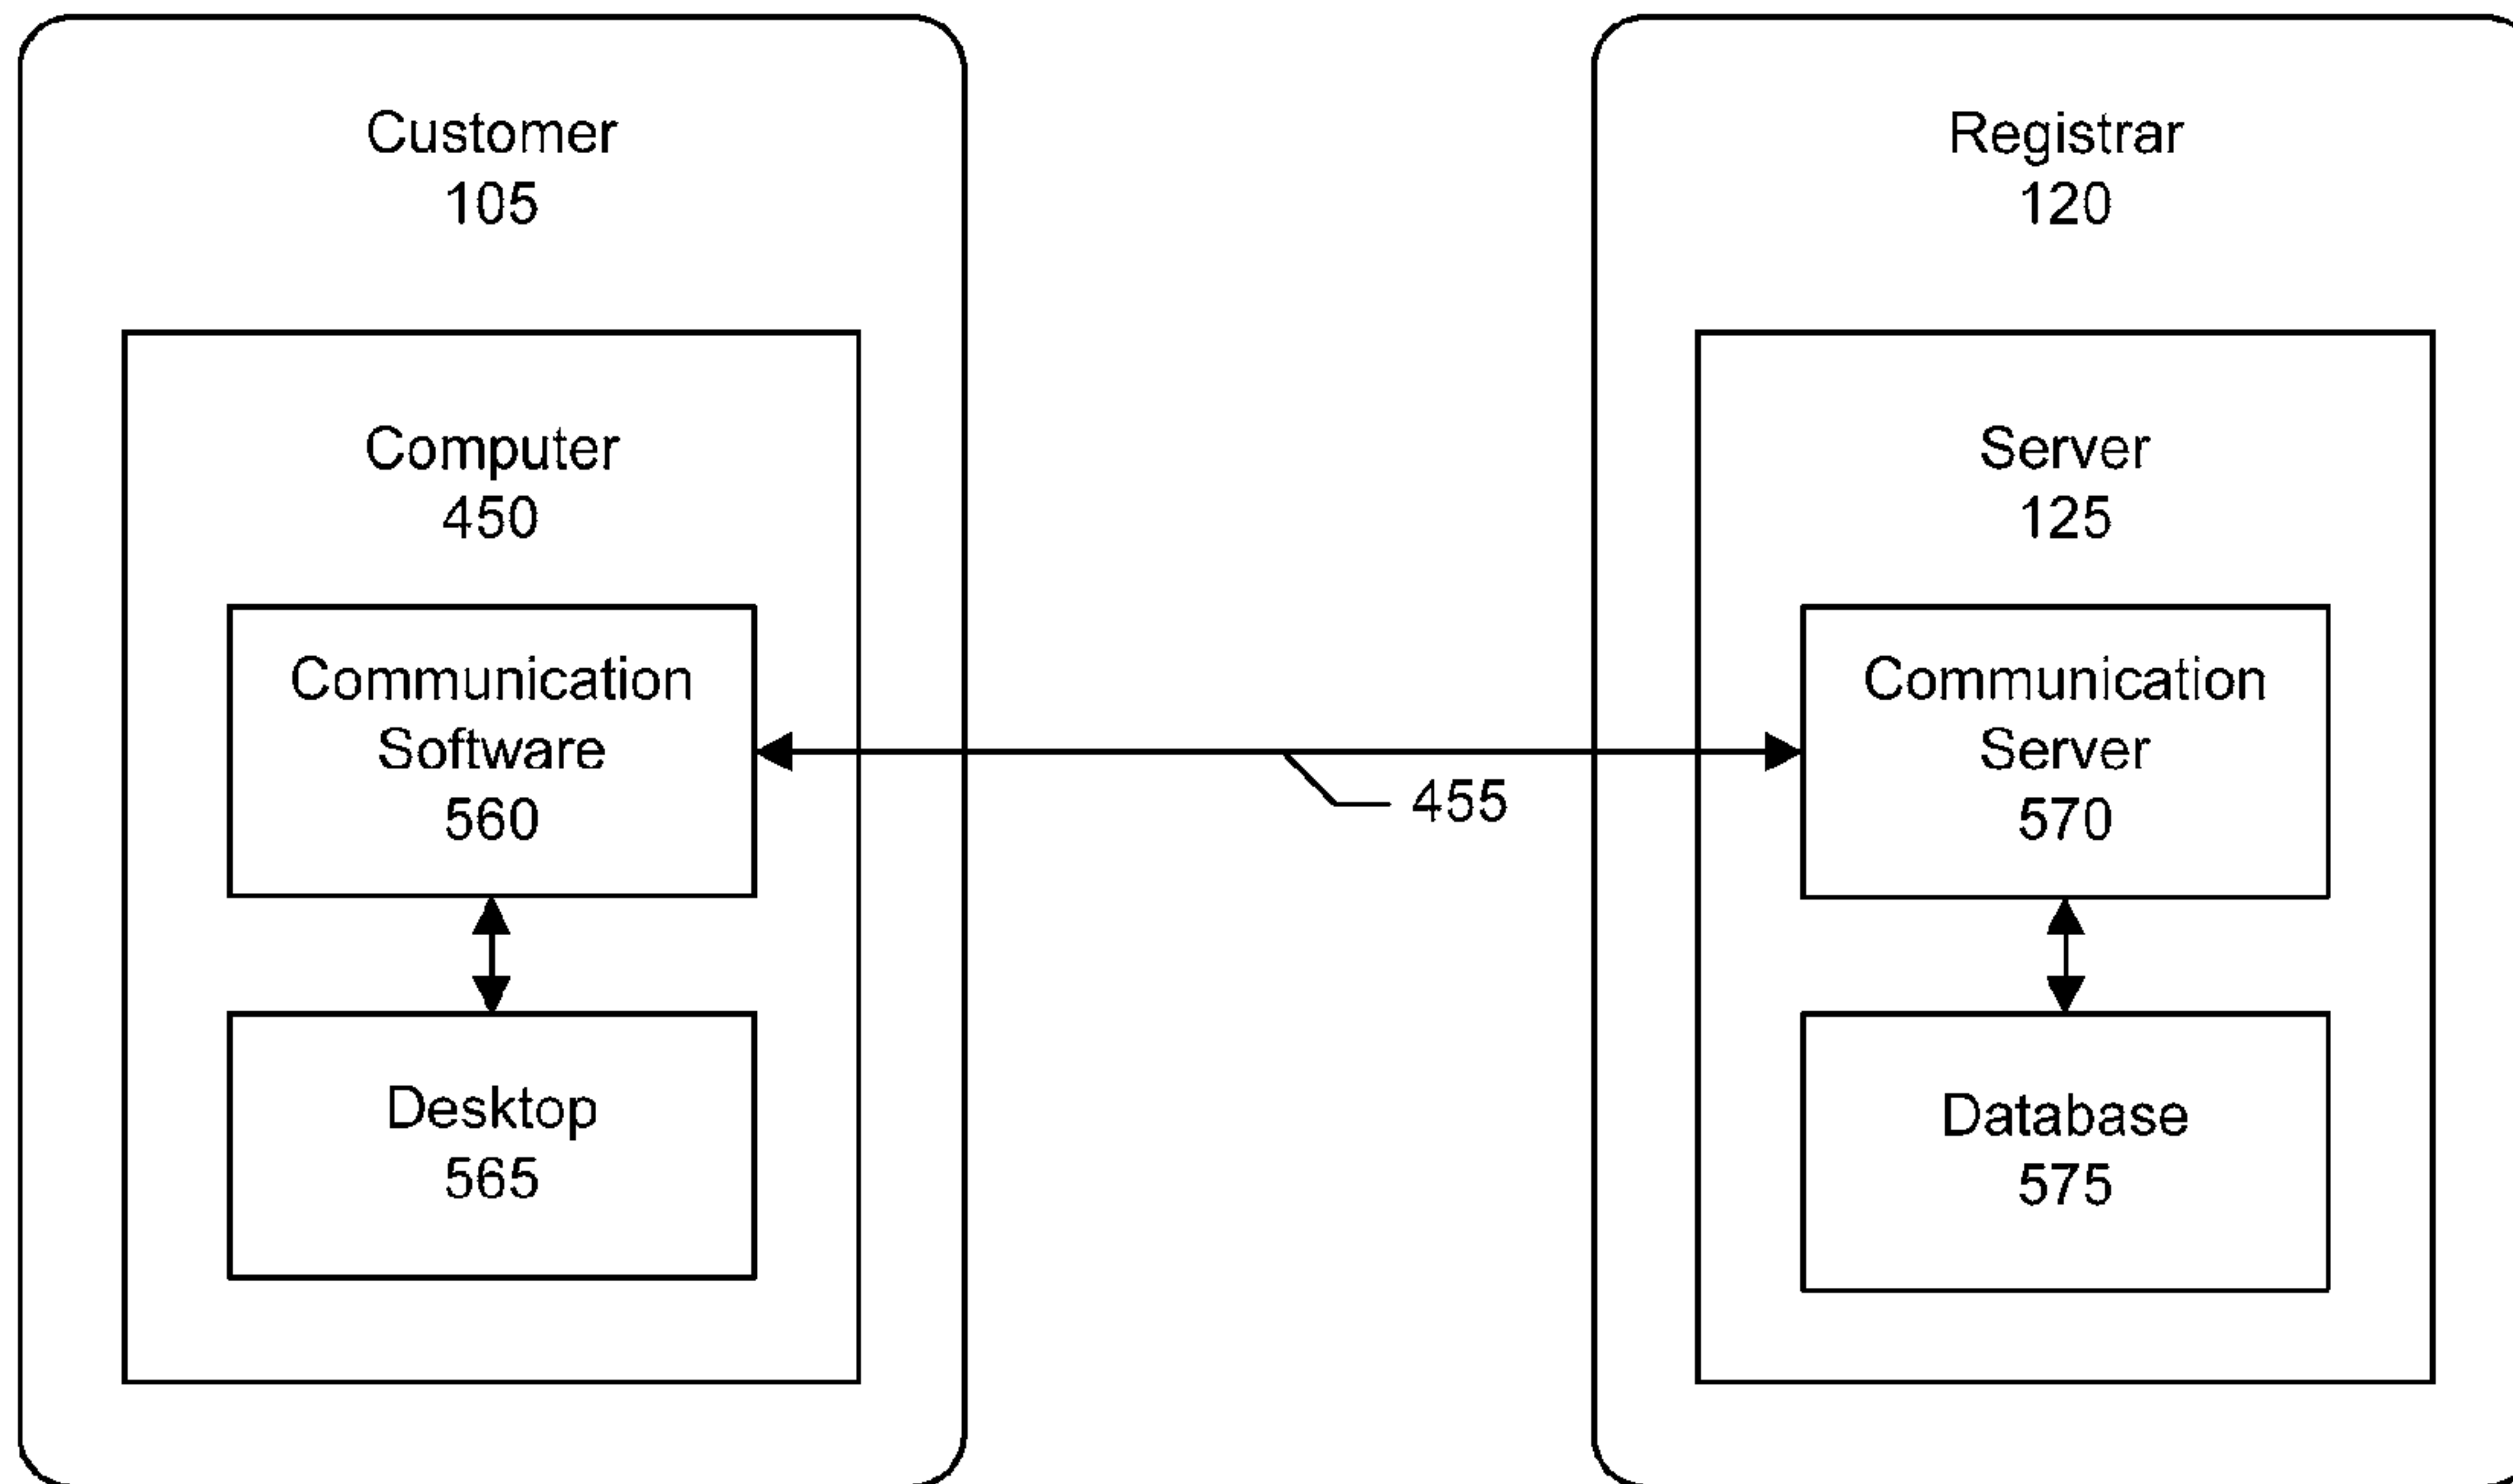 Customer
105
Computer
450
Communication
Software
560
Desktop
565
455
Registrar
120
Server
125
Communication
Server
570
Database
575